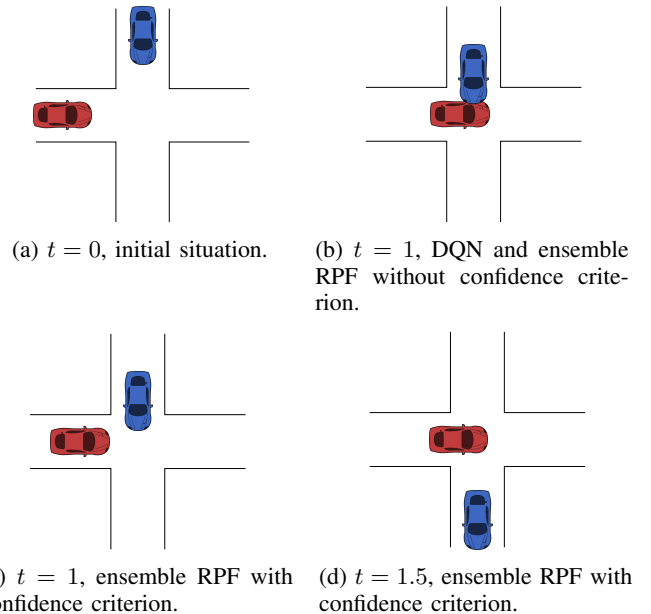 (a) t = 0, initial situation.
(b) t = 1, DQN and ensemble
RPF without confidence crite-
rion.
) t = 1, ensemble RPF with
nfidence criterion.
(d) t = 1.5, ensemble RPF with
confidence criterion.